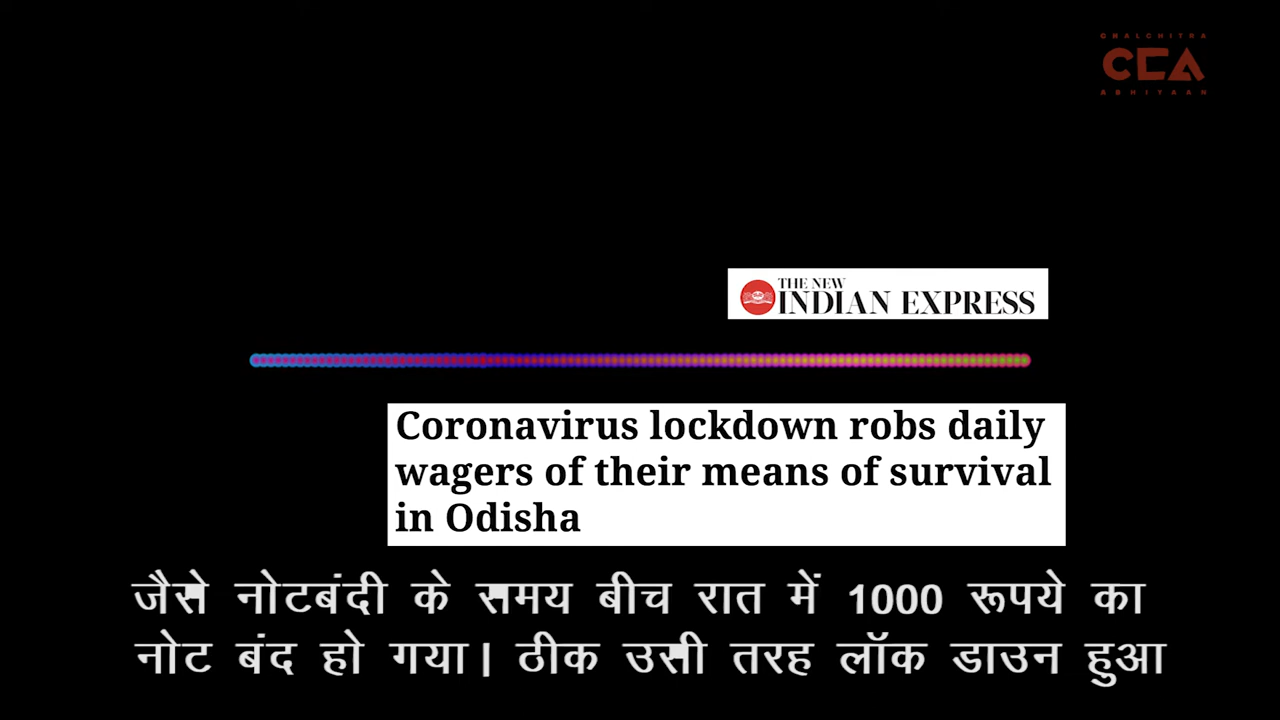 CHALCHITRA
CCA
ABHIYAAN
THE NEW
INDIAN EXPRESS
Coronavirus lockdown robs daily
wagers of their means of survival
in Odisha
जैसे नोटबंदी के समय बीच रात में 1000 रूपये का
नोट बंद हो गया। ठीक उसी तरह लॉक डाउन हुआ